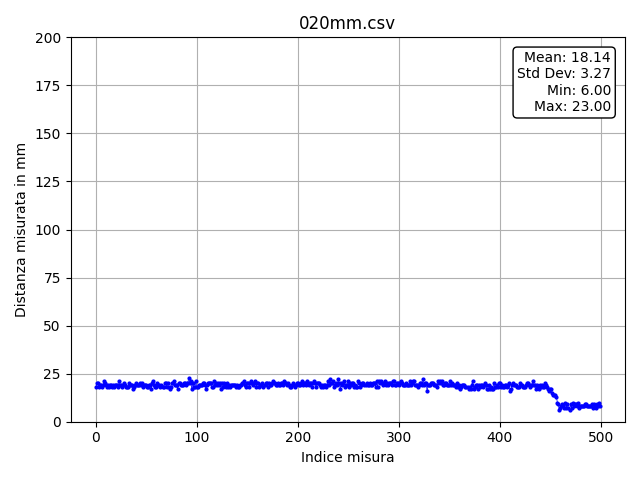 020mm.csv
Mean: 18.14
Std Dev: 3.27
Min: 6.00
Max: 23.00
Distanza misurata in mm
200
175
150
125
100
75
50
25
0
0 100 200 300 400 500
Indice misura